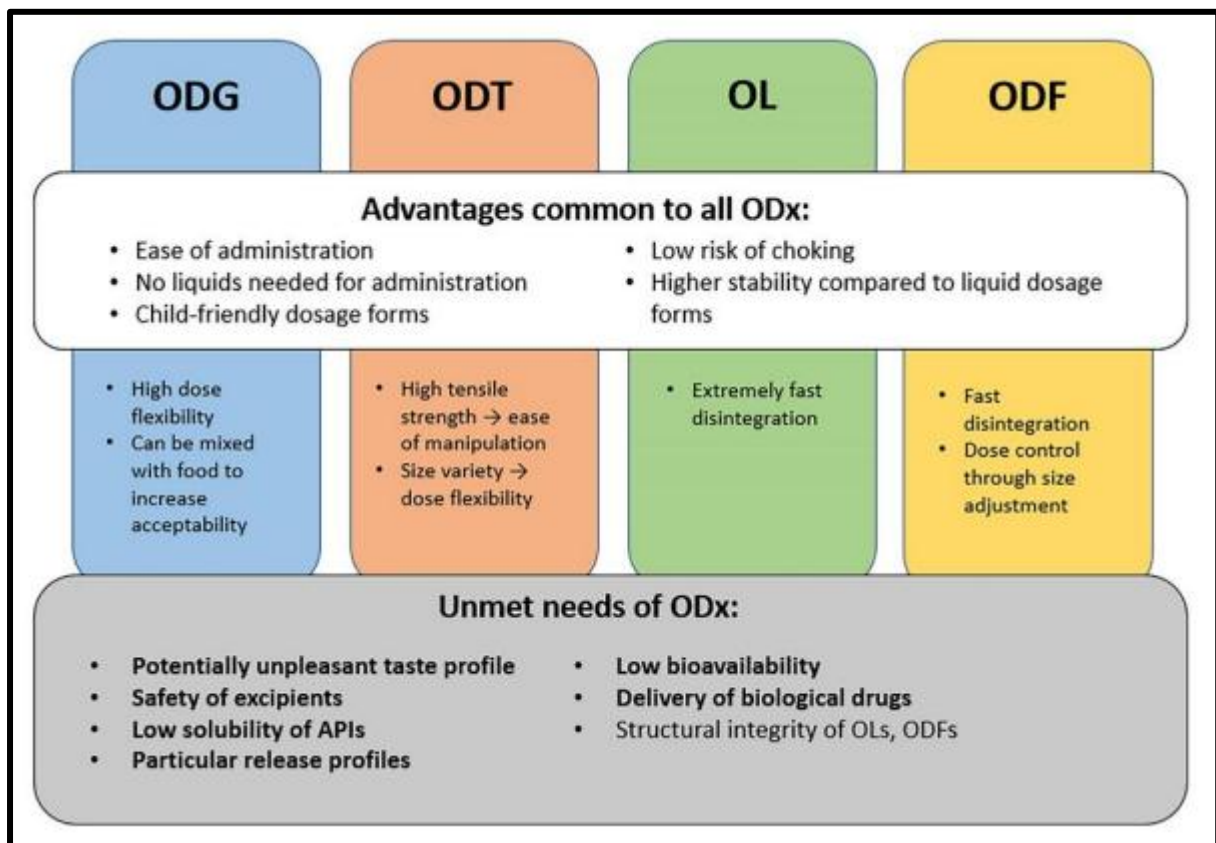 ODG
ODT
OL
ODF
Advantages common to all ODx:
• Ease of administration
• No liquids needed for administration
• Child-friendly dosage forms
• Low risk of choking
• Higher stability compared to liquid dosage
forms
• High dose
flexibility
• Can be mixed
with food to
increase
acceptability
• High tensile
strength → ease
of manipulation
• Size variety →
dose flexibility
• Extremely fast
disintegration
• Fast
disintegration
• Dose control
through size
adjustment
Unmet needs of ODx:
• Potentially unpleasant taste profile
• Safety of excipients
• Low solubility of APIs
• Particular release profiles
• Low bioavailability
• Delivery of biological drugs
• Structural integrity of OLs, ODFs